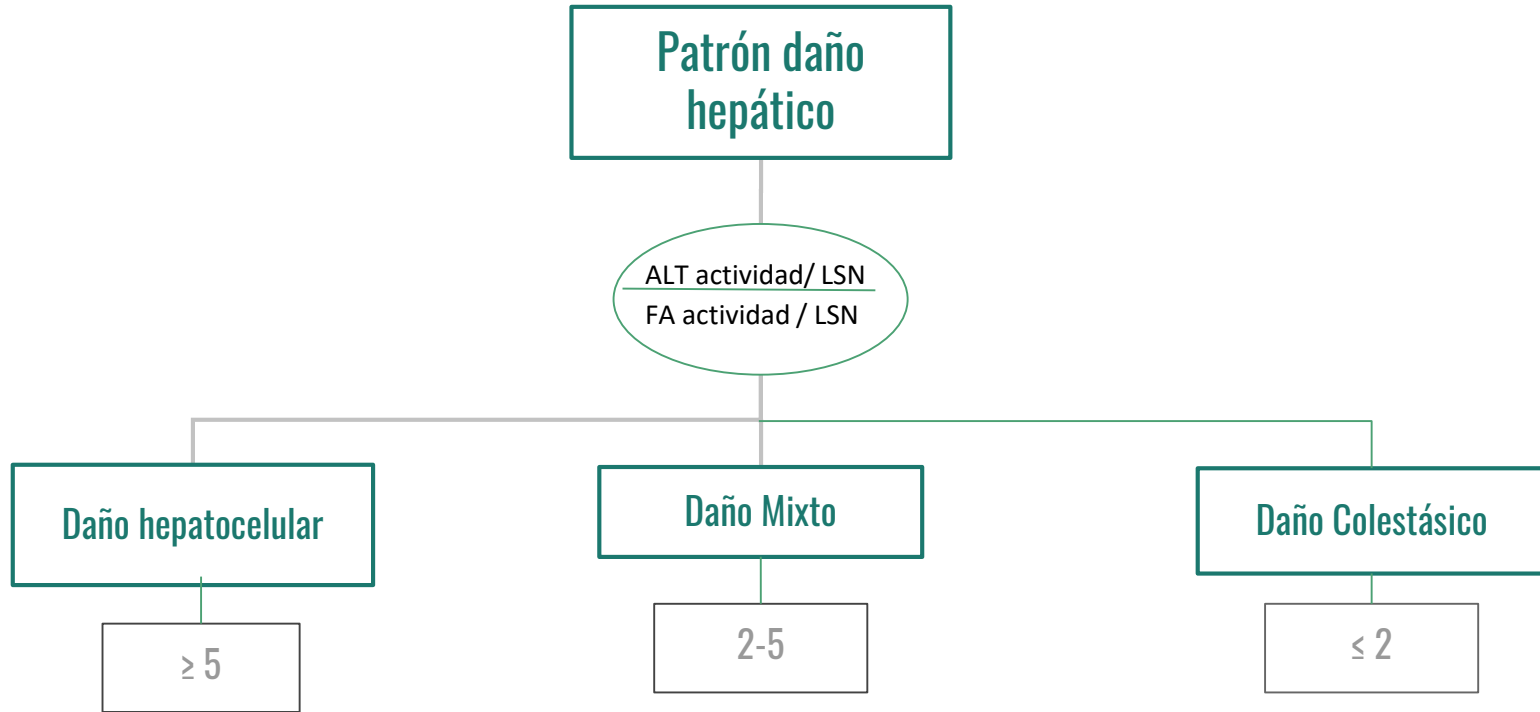 Patrón daño
hepático
ALT actividad/ LSN
FA actividad / LSN
Daño hepatocelular
Daño Mixto
Daño Colestásico
≥ 5
2-5
≤ 2